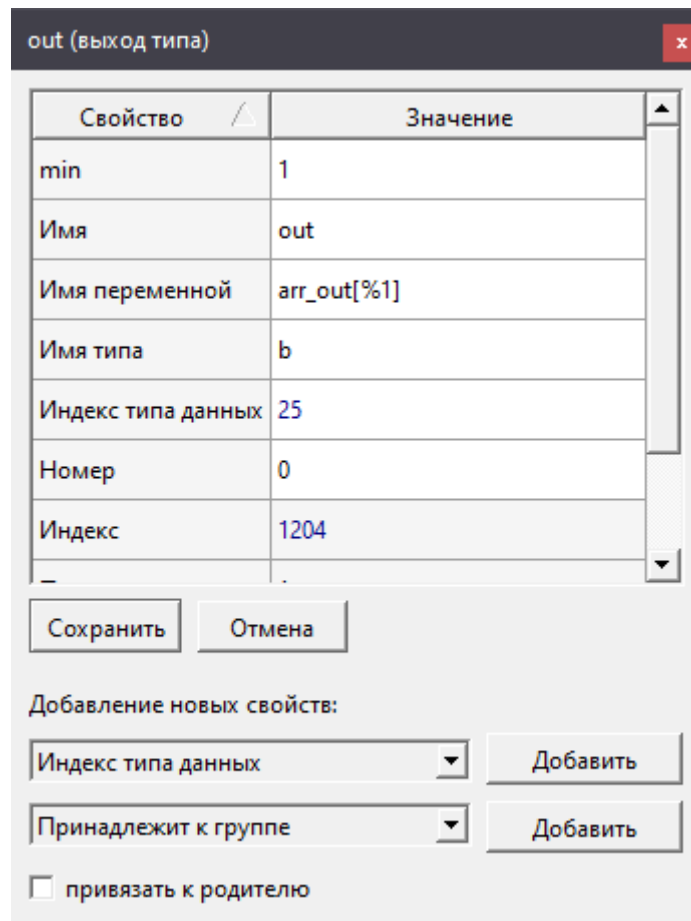 out (выход типа)
x
Свойство Значение
min 1
Имя out
Имя переменной arr_out[%1]
Имя типа b
Индекс типа данных 25
Номер 0
Индекс 1204
Сохранить Отмена
Добавление новых свойств:
Индекс типа данных Добавить
Принадлежит к группе Добавить
привязать к родителю